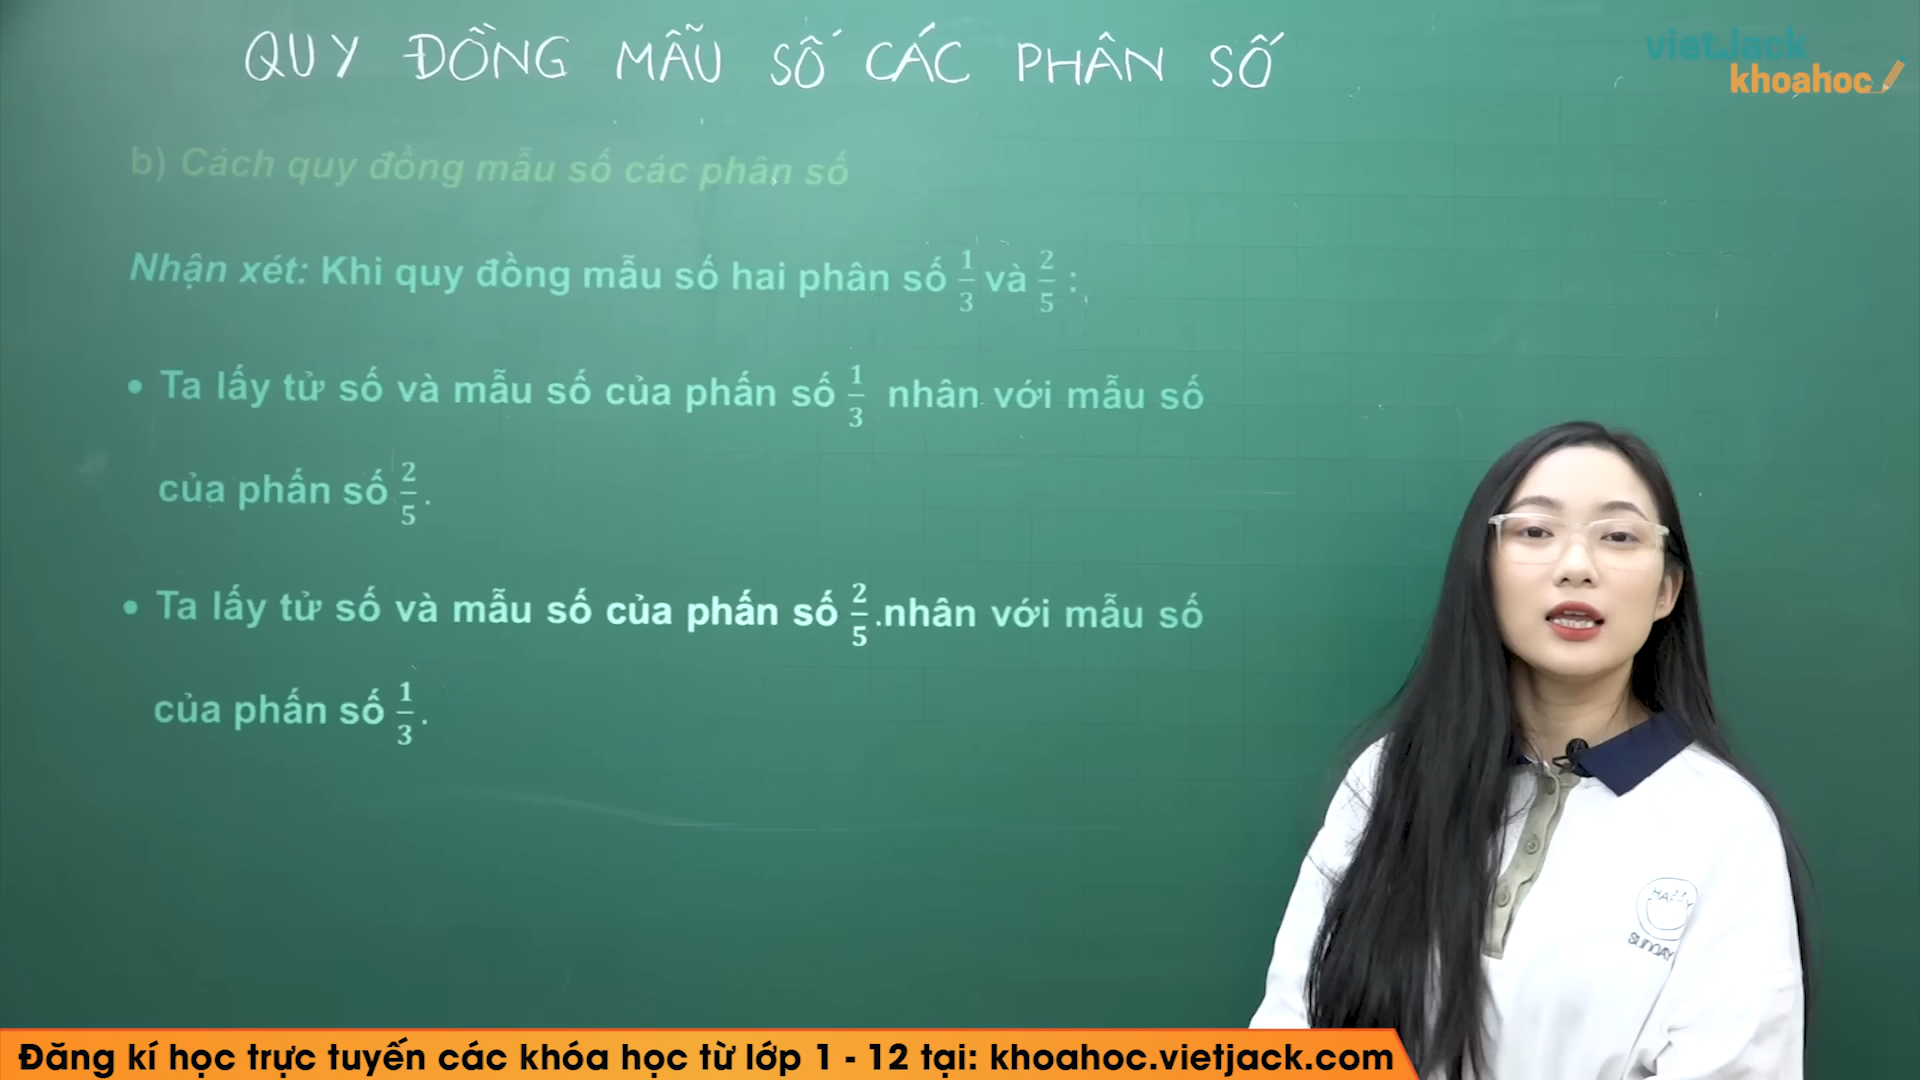 QUY ĐỒNG MẪU SỐ CÁC PHÂN SỐ
vietJack
khoahoc
b) Cách quy đồng mẫu số các phân số
Nhận xét: Khi quy đồng mẫu số hai phân số 1/3 và 2/5 :
• Ta lấy tử số và mẫu số của phấn số 1/3 nhân với mẫu số
của phấn số 2/5.
• Ta lấy tử số và mẫu số của phấn số 2/5.nhân với mẫu số
của phấn số 1/3.
HAPPY
SUNDAY
Đăng kí học trực tuyến các khóa học từ lớp 1 - 12 tại: khoahoc.vietjack.com